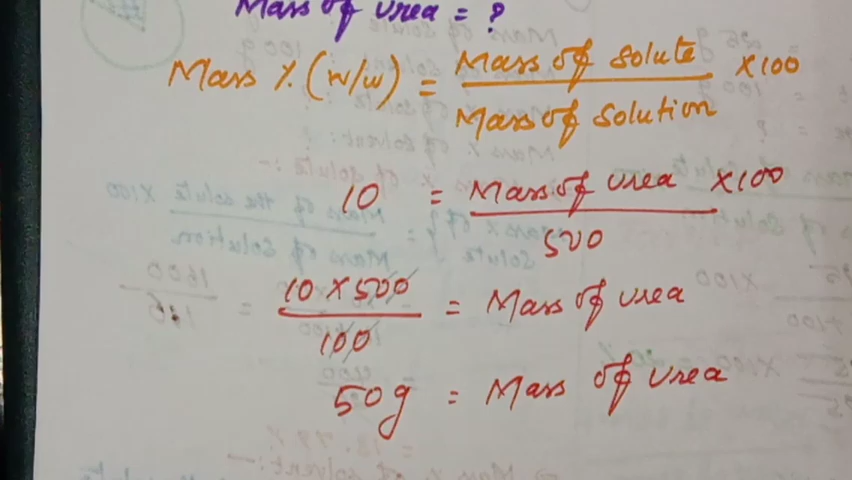 Mass of urea = ?
Mass % (w/w) = Mass of solute / Mass of solution × 100
10 = Mass of urea / 500 × 100
10 × 500 / 100 = Mass of urea
50g = Mass of urea